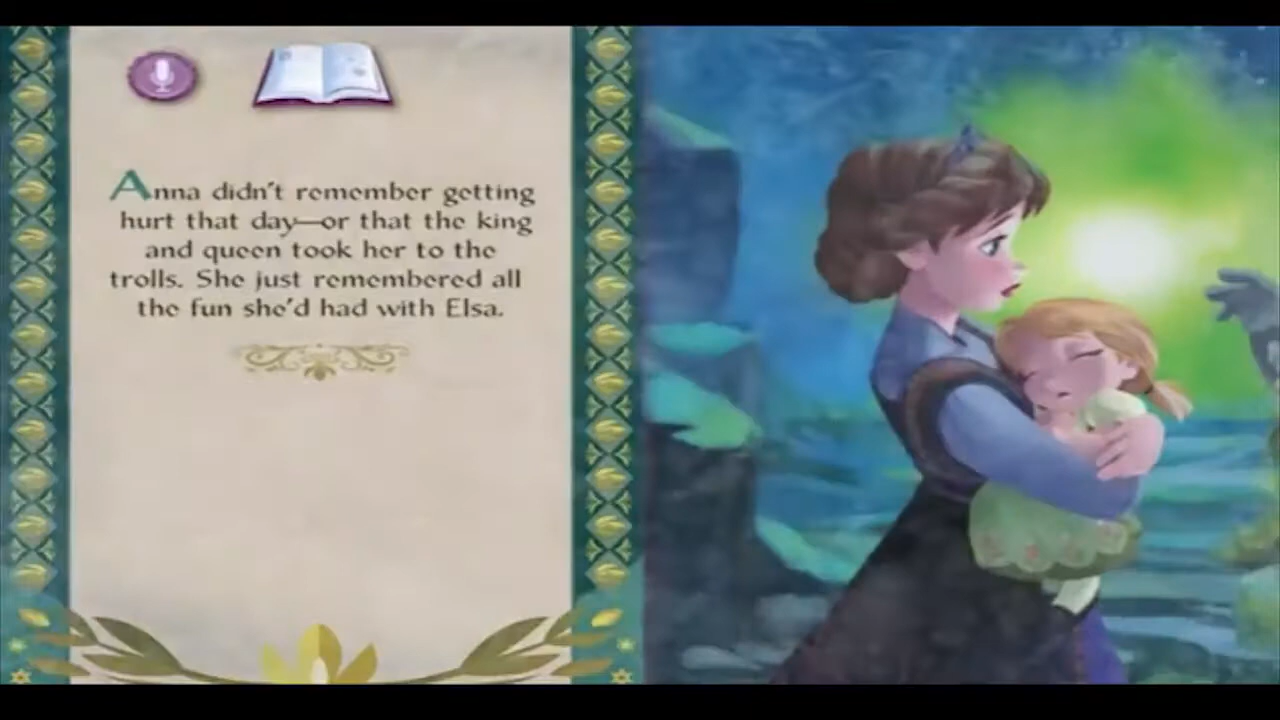 Anna didn't remember getting
hurt that day—or that the king
and queen took her to the
trolls. She just remembered all
the fun she'd had with Elsa.